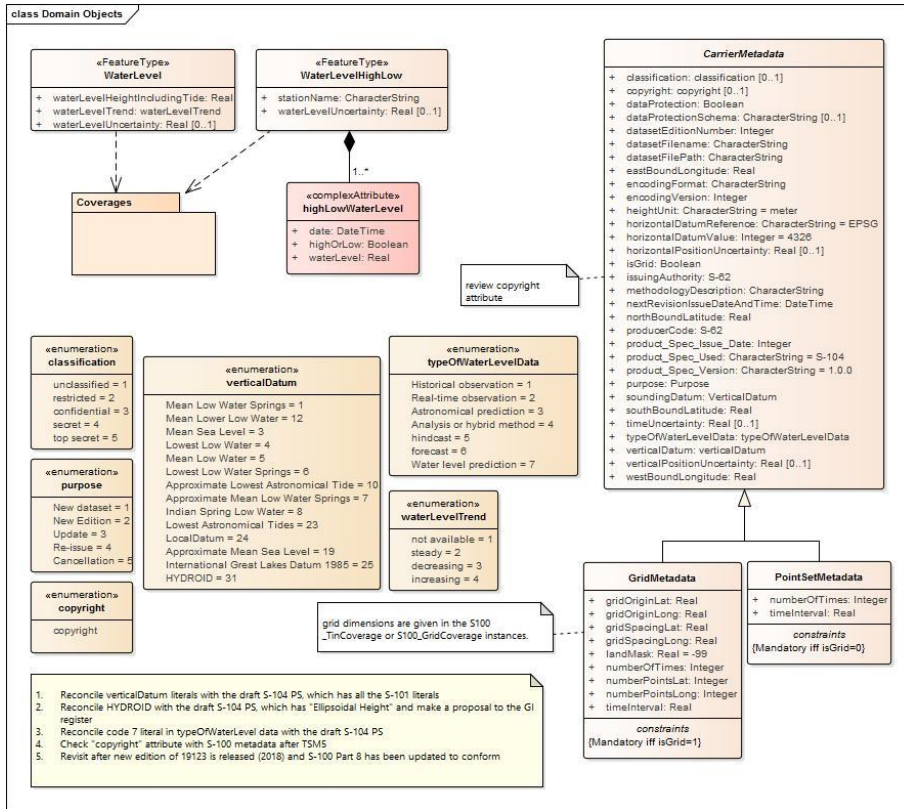 class Domain Objects
«FeatureType»
WaterLevel
+ waterLevelHeightIncludingTide: Real
+ waterLevelTrend: waterLevelTrend
+ waterLevelUncertainty: Real [0..1]
«FeatureType»
WaterLevelHighLow
+ stationName: CharacterString
+ waterLevelUncertainty: Real [0..1]
1..*
Coverages
«complexAttribute»
highLowWaterLevel
+ date: DateTime
+ highOrLow: Boolean
+ waterLevel: Real
CarrierMetadata
+ classification: classification [0..1]
+ copyright: copyright [0..1]
+ dataProtection: Boolean
+ dataProtectionSchema: CharacterString [0..1]
+ datasetEditionNumber: Integer
+ datasetFilename: CharacterString
+ datasetFilePath: CharacterString
+ eastBoundLongitude: Real
+ encodingFormat: CharacterString
+ encodingVersion: Integer
+ heightUnit: CharacterString = meter
+ horizontalDatumReference: CharacterString = EPSG
+ horizontalDatumValue: Integer = 4326
+ horizontalPositionUncertainty: Real [0..1]
+ isGrid: Boolean
+ issuingAuthority: S-62
+ methodologyDescription: CharacterString
+ nextRevisionIssueDateAndTime: DateTime
+ northBoundLatitude: Real
+ producerCode: S-62
+ product_Spec_Issue_Date: Integer
+ product_Spec_Used: CharacterString = S-104
+ product_Spec_Version: CharacterString = 1.0.0
+ purpose: Purpose
+ soundingDatum: VerticalDatum
+ southBoundLatitude: Real
+ timeUncertainty: Real [0..1]
+ typeOfWaterLevelData: typeOfWaterLevelData
+ verticalDatum: verticalDatum
+ verticalPositionUncertainty: Real [0..1]
+ westBoundLongitude: Real
review copyright
attribute
«enumeration»
classification
unclassified = 1
restricted = 2
confidential = 3
secret = 4
top secret = 5
«enumeration»
purpose
New dataset = 1
New Edition = 2
Update = 3
Re-issue = 4
Cancellation = 5
«enumeration»
copyright
copyright
«enumeration»
verticalDatum
Mean Low Water Springs = 1
Mean Lower Low Water = 12
Mean Sea Level = 3
Lowest Low Water = 4
Mean Low Water = 5
Lowest Low Water Springs = 6
Approximate Lowest Astronomical Tide = 10
Approximate Mean Low Water Springs = 7
Indian Spring Low Water = 8
Lowest Astronomical Tides = 23
LocalDatum = 24
Approximate Mean Sea Level = 19
International Great Lakes Datum 1985 = 25
HYDROID = 31
«enumeration»
typeOfWaterLevelData
Historical observation = 1
Real-time observation = 2
Astronomical prediction = 3
Analysis or hybrid method = 4
hindcast = 5
forecast = 6
Water level prediction = 7
«enumeration»
waterLevelTrend
not available = 1
steady = 2
decreasing = 3
increasing = 4
grid dimensions are given in the S100
_TinCoverage or S100_GridCoverage instances.
GridMetadata
+ gridOriginLat: Real
+ gridOriginLong: Real
+ gridSpacingLat: Real
+ gridSpacingLong: Real
+ landMask: Real = -99
+ numberOfTimes: Integer
+ numberPointsLat: Integer
+ numberPointsLong: Integer
+ timeInterval: Real
constraints
{Mandatory iff isGrid=1}
PointSetMetadata
+ numberOfTimes: Integer
+ timeInterval: Real
constraints
{Mandatory iff isGrid=0}
1. Reconcile verticalDatum literals with the draft S-104 PS, which has all the S-101 literals
2. Reconcile HYDROID with the draft S-104 PS, which has "Ellipsoidal Height" and make a proposal to the GI
register
3. Reconcile code 7 literal in typeOfWaterLevel data with the draft S-104 PS
4. Check "copyright" attribute with S-100 metadata after TSM5
5. Revisit after new edition of 19123 is released (2018) and S-100 Part 8 has been updated to conform